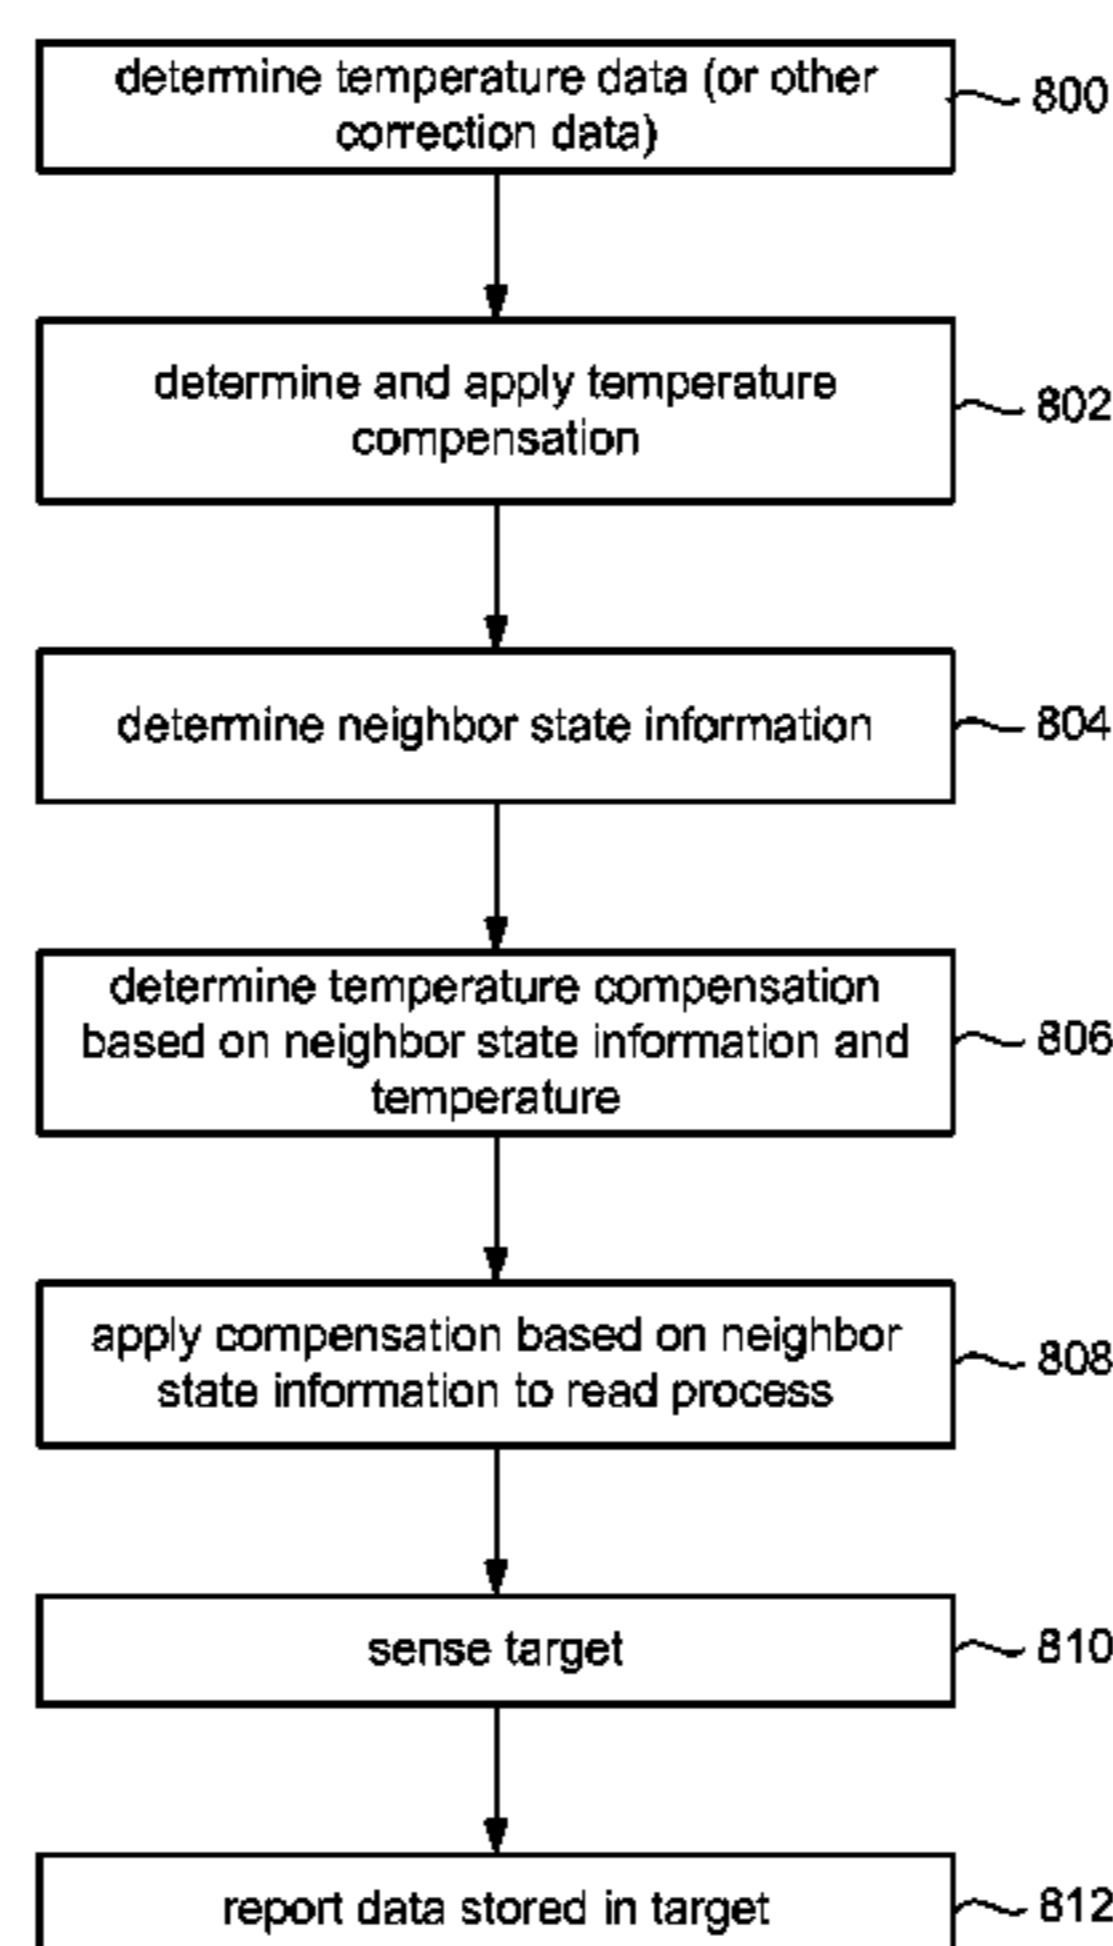 determine temperature data (or other
correction data)
800
determine and apply temperature
compensation
802
determine neighbor state information
804
determine temperature compensation
based on neighbor state information and
temperature
806
apply compensation based on neighbor
state information to read process
808
sense target
810
report data stored in target
812